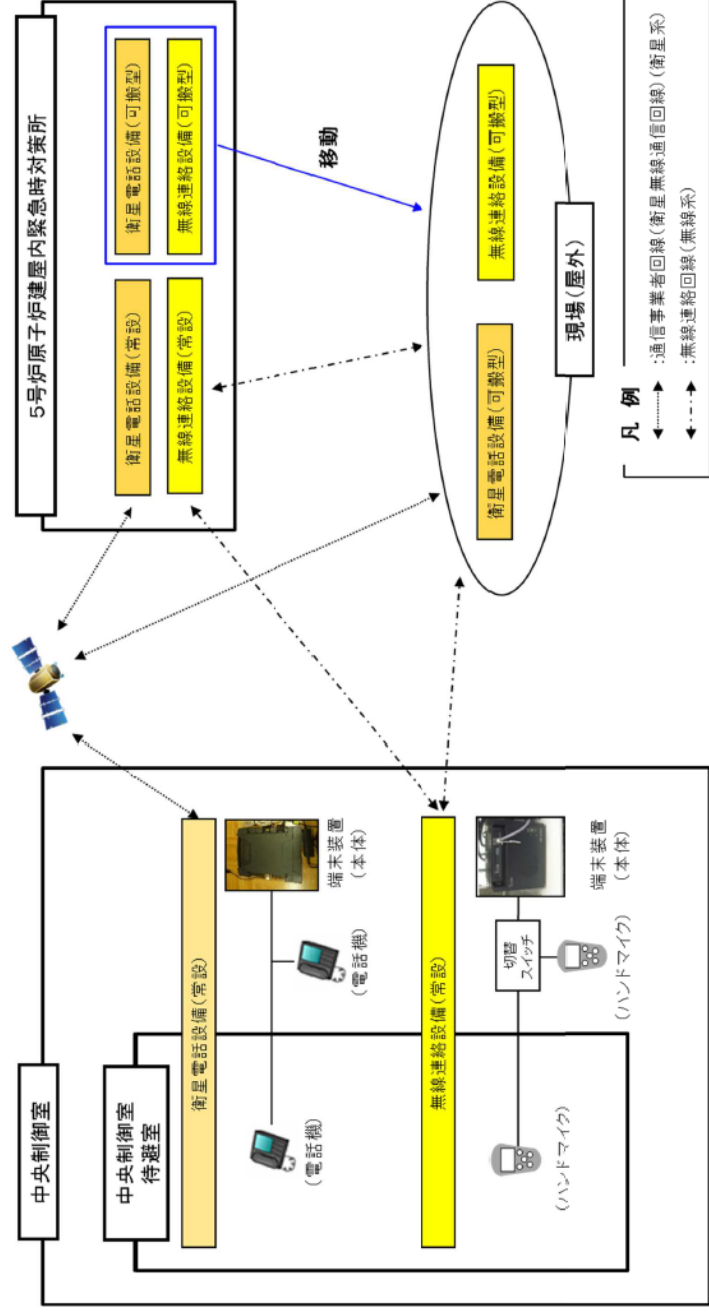 中央制御室
中央制御室
待避室
衛星電話設備(常設)
(電話機)
(電話機)
端末装置
(本体)
無線連絡設備(常設)
(ハンドマイク)
切替
スイッチ
(ハンドマイク)
端末装置
(本体)
5号炉原子炉建屋内緊急時対策所
衛星電話設備(常設)
衛星電話設備(可搬型)
無線連絡設備(常設)
無線連絡設備(可搬型)
移動
衛星電話設備(可搬型)
無線連絡設備(可搬型)
現場(屋外)
凡 例
:通信事業者回線(衛星無線通信回線)(衛星系)
:無線連絡回線(無線系)